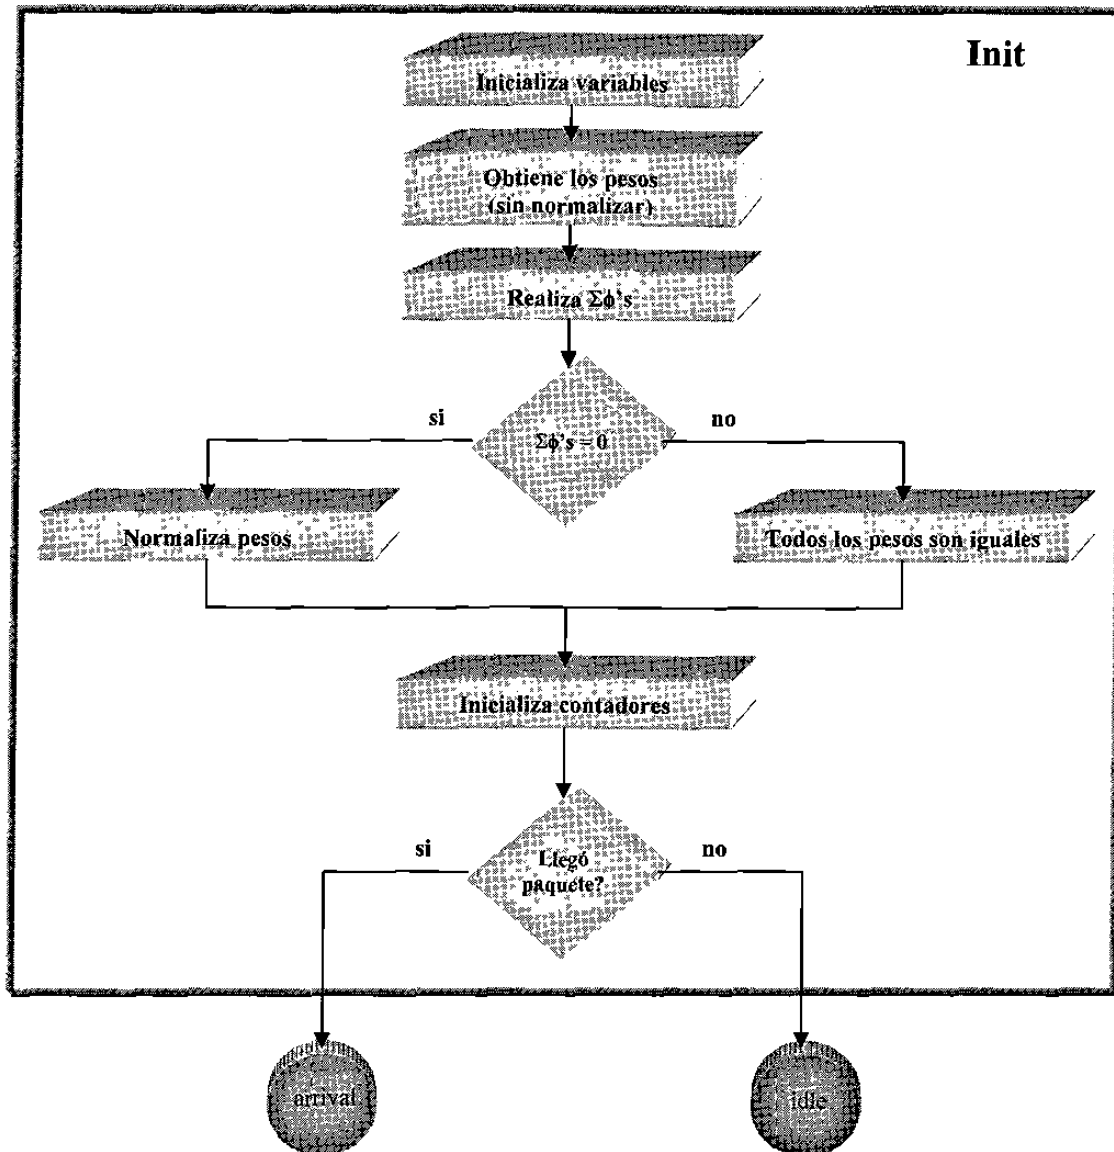 Init
Inicializa variables
Obtiene los pesos
(sin normalizar)
Realiza Σϕ's
si
no
Σϕ's = 0
Normaliza pesos
Todos los pesos son iguales
Inicializa contadores
si
no
Llegó
paquete?
arrival
idle